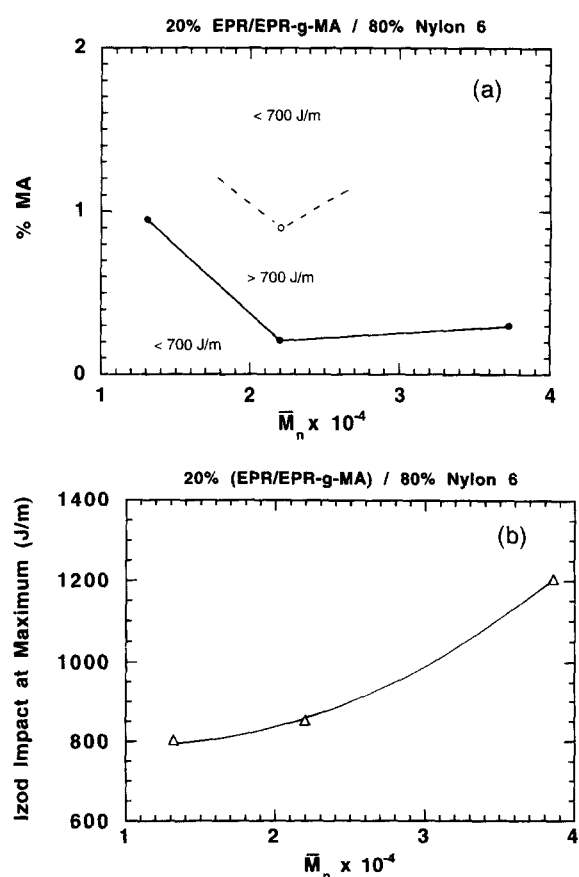 20% EPR/EPR-g-MA / 80% Nylon 6
2
(a)
< 700 J/m
% MA
1
> 700 J/m
< 700 J/m
0
1 2 3 4
M̅n x 10⁻⁴
20% (EPR/EPR-g-MA) / 80% Nylon 6
1400
(b)
1200
Izod Impact at Maximum (J/m)
1000
800
600
1 2 3 4
M̅n x 10⁻⁴